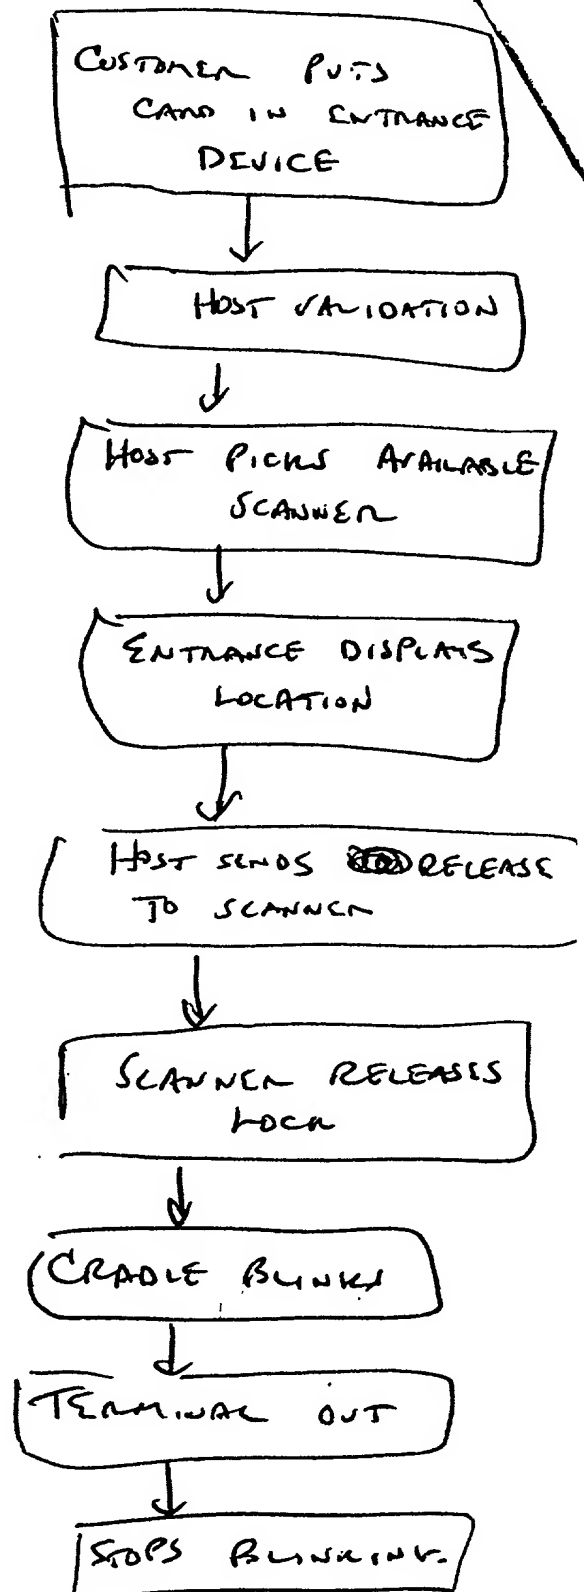 CUSTOMER PUTS
CARD IN ENTRANCE
DEVICE
HOST VALIDATION
HOST PICKS AVAILABLE
SCANNER
ENTRANCE DISPLAYS
LOCATION
HOST SENDS RELEASE
TO SCANNER
SCANNER RELEASES
LOCK
CRADLE BLINKS
TERMINAL OUT
STOPS BLINKING.